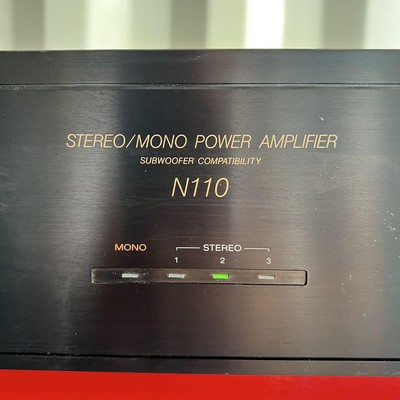 STEREO/MONO POWER AMPLIFIER
SUBWOOFER COMPATIBILITY
N110
MONO STEREO
1 2 3